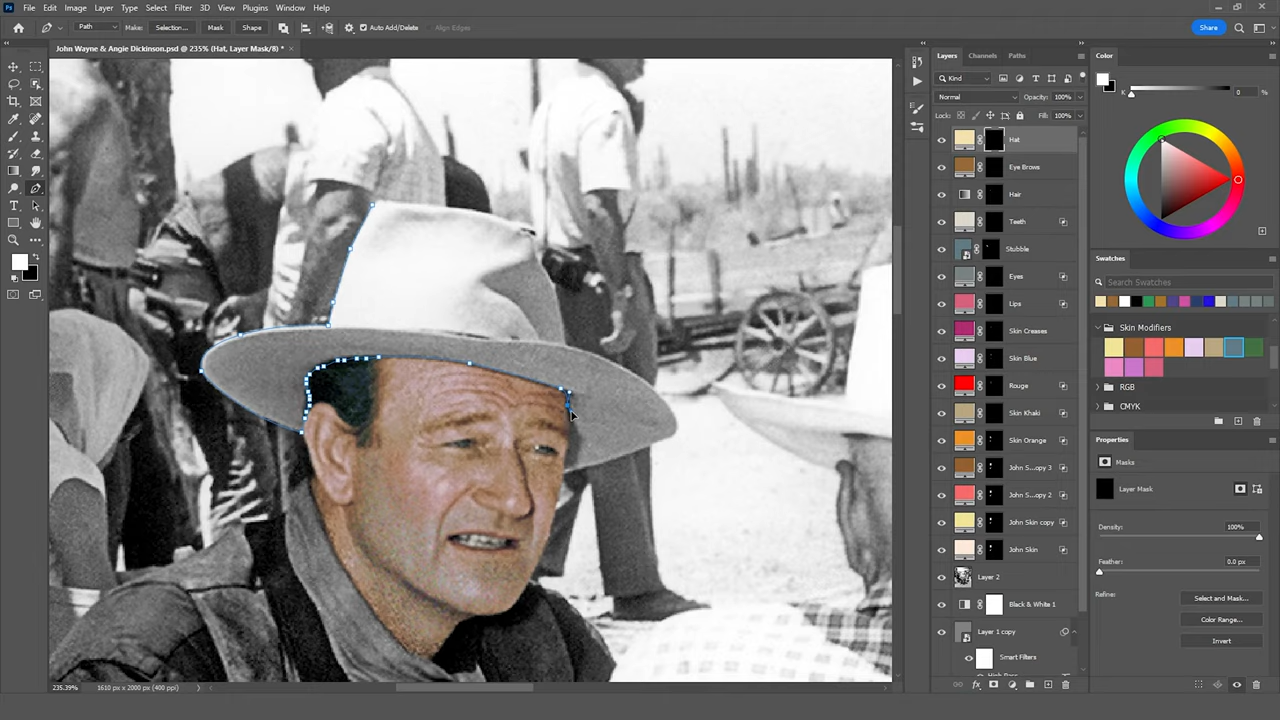 Ps File Edit Image Layer Type Select Filter 3D View Plugins Window Help
Path Make: Selection... Mask Shape Auto Add/Delete Align Edges Share
John Wayne & Angie Dickinson.psd @ 235% (Hat, Layer Mask/8) *
Layers Channels Paths
Kind
Normal Opacity: 100%
Lock: Fill: 100%
Hat
Eye Brows
Hair
Teeth
Stubble
Eyes
Lips
Skin Creases
Skin Blue
Rouge
Skin Khaki
Skin Orange
John S...opy 3
John S...opy 2
John Skin copy
John Skin
Layer 2
Black & White 1
Layer 1 copy
Smart Filters
Color
K 0 %
Swatches
Search Swatches
Skin Modifiers
RGB
CMYK
Properties
Masks
Layer Mask
Density: 100%
Feather: 0.0 px
Refine: Select and Mask...
Color Range...
Invert
235.39% 1610 px x 2000 px (400 ppi)